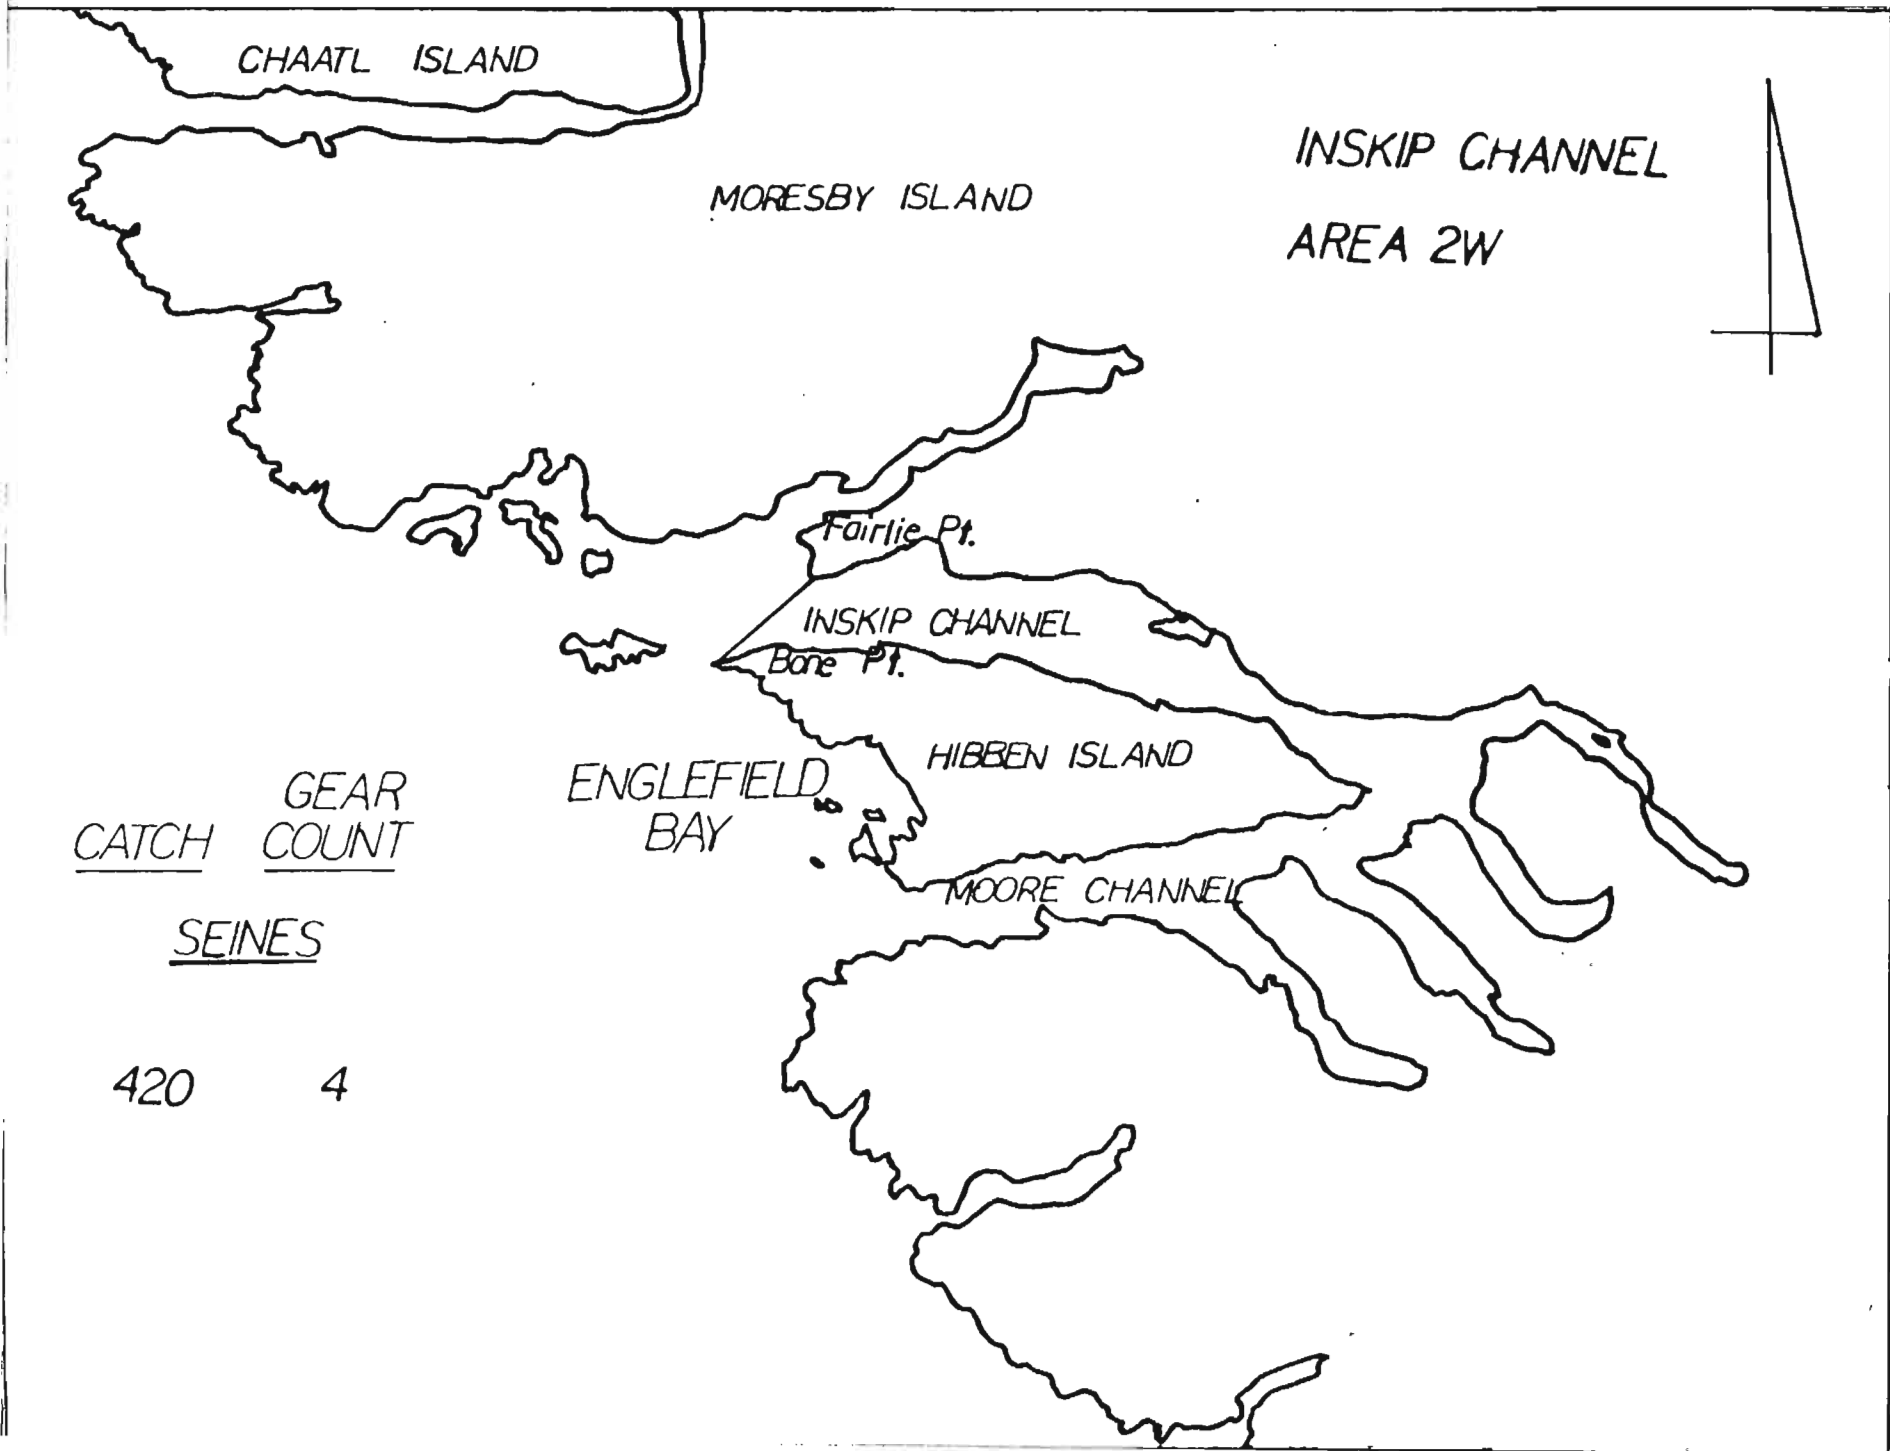 CHAATL ISLAND
INSKIP CHANNEL
AREA 2W
MORESBY ISLAND
Fairlie Pt.
INSKIP CHANNEL
Bone Pt.
HIBBEN ISLAND
ENGLEFIELD
BAY
MOORE CHANNEL
GEAR
CATCH COUNT
SEINES
420 4